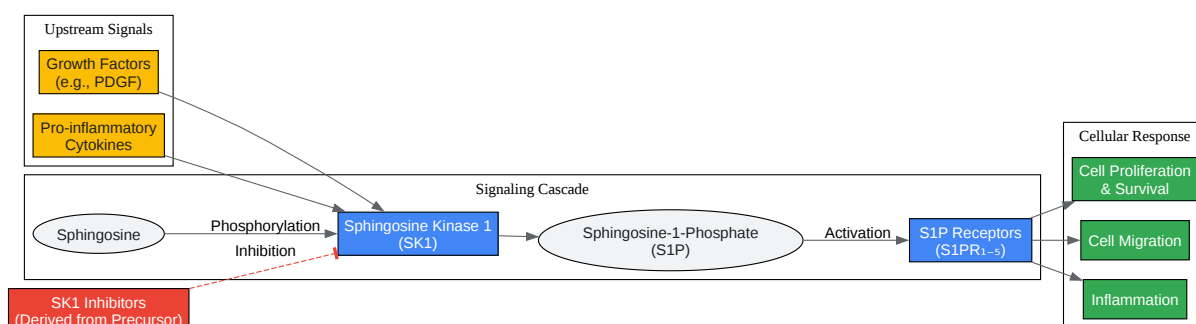 Upstream Signals
Growth Factors
(e.g., PDGF)
Pro-inflammatory
Cytokines
Signaling Cascade
Sphingosine
Phosphorylation
Inhibition
Sphingosine Kinase 1
(SK1)
Sphingosine-1-Phosphate
(S1P)
Activation
S1P Receptors
(S1PR₁₋₅)
Cellular Response
Cell Proliferation
& Survival
Cell Migration
Inflammation
SK1 Inhibitors
(Derived from Precursor)